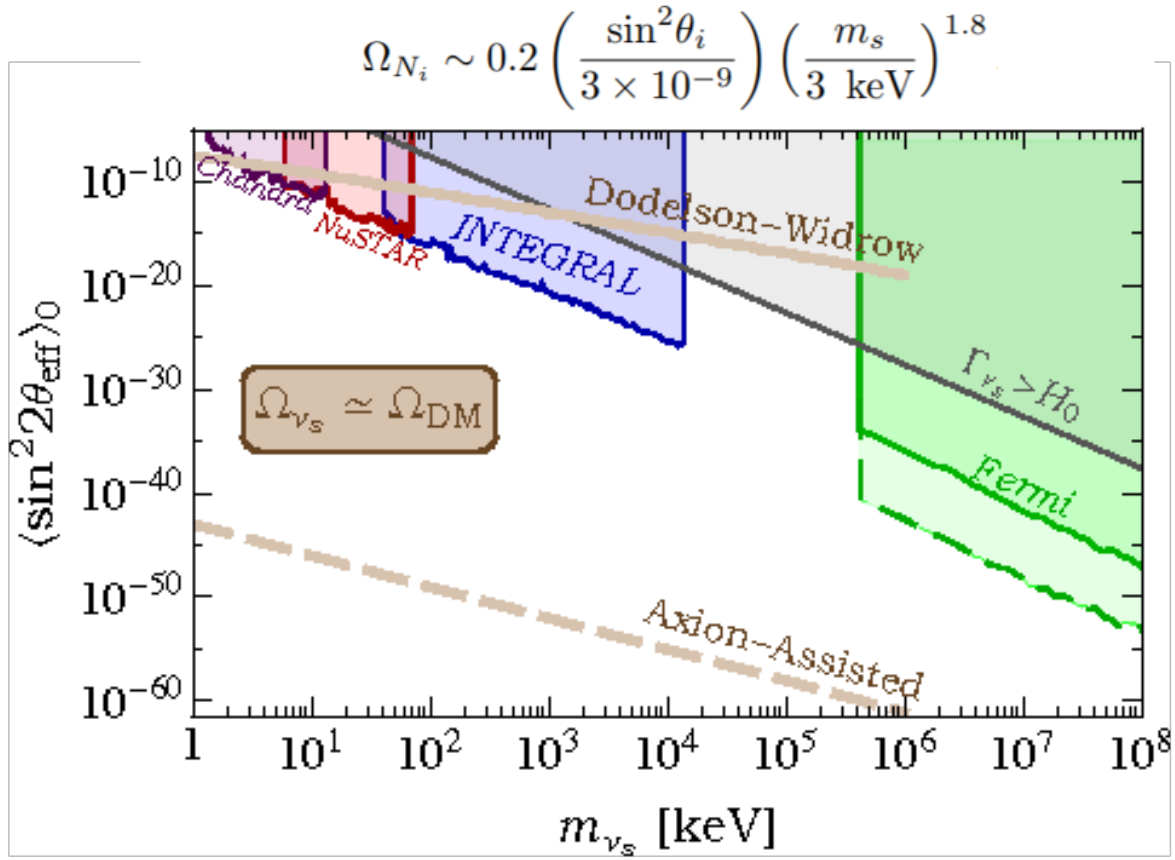 Ω_{N_i} ∼ 0.2 (sin²θ_i / 3 × 10⁻⁹) (m_s / 3 keV)^{1.8}
10⁻¹⁰
10⁻²⁰
10⁻³⁰
10⁻⁴⁰
10⁻⁵⁰
10⁻⁶⁰
⟨sin²2θ_eff⟩₀
Chandra
NuSTAR
INTEGRAL
Dodelson-Widrow
Γ_{ν_s} > H₀
Fermi
Ω_{ν_s} ≃ Ω_DM
Axion-Assisted
1 10¹ 10² 10³ 10⁴ 10⁵ 10⁶ 10⁷ 10⁸
m_{ν_s} [keV]